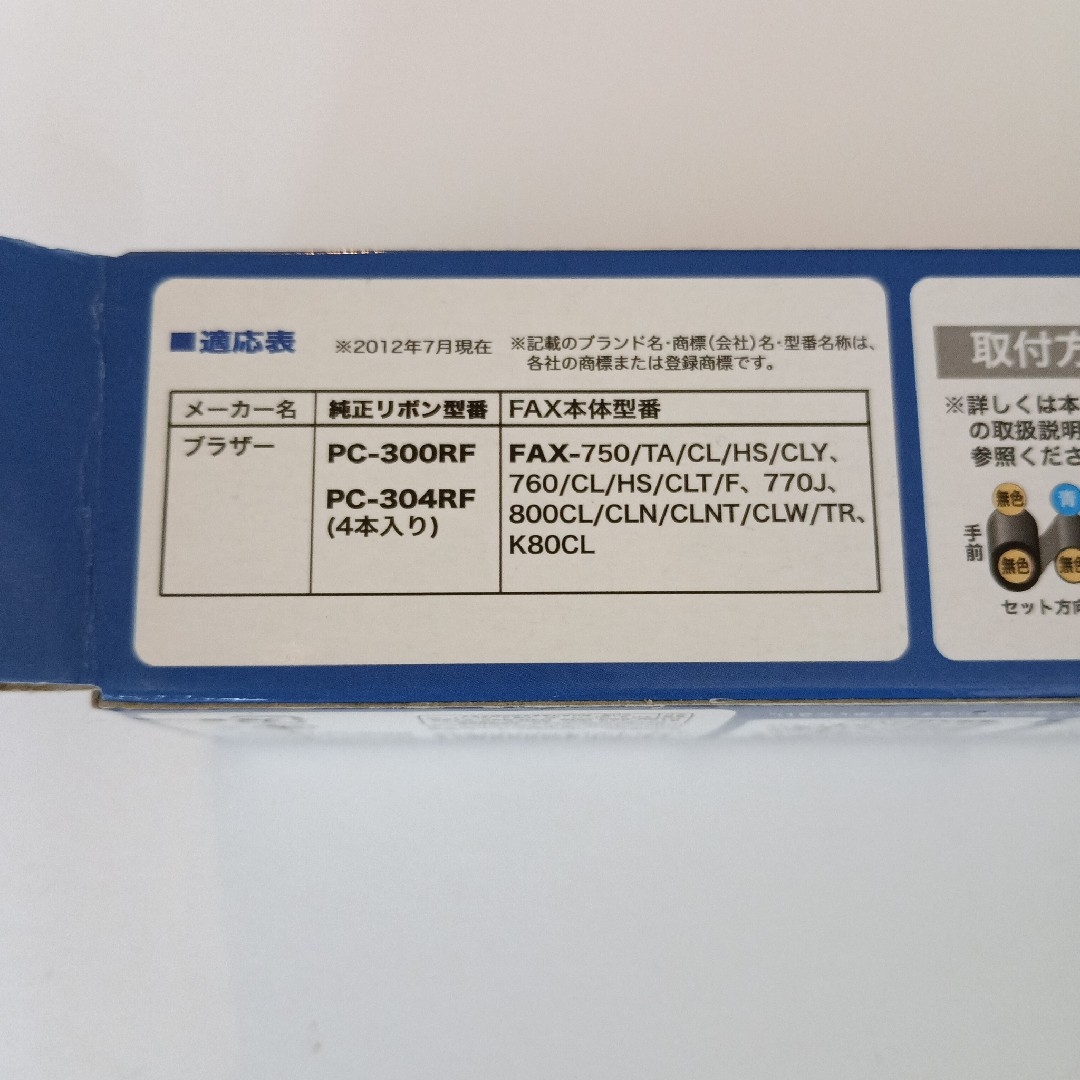 ■適応表 ※2012年7月現在 ※記載のブランド名・商標(会社)名・型番名称は、
各社の商標または登録商標です。
メーカー名 純正リボン型番 FAX本体型番
ブラザー PC-300RF FAX-750/TA/CL/HS/CLY、
760/CL/HS/CLT/F、770J、
PC-304RF 800CL/CLN/CLNT/CLW/TR、
(4本入り) K80CL
取付方
※詳しくは本
の取扱説明
参照くださ
無色 青
手前
無色 無色
セット方向